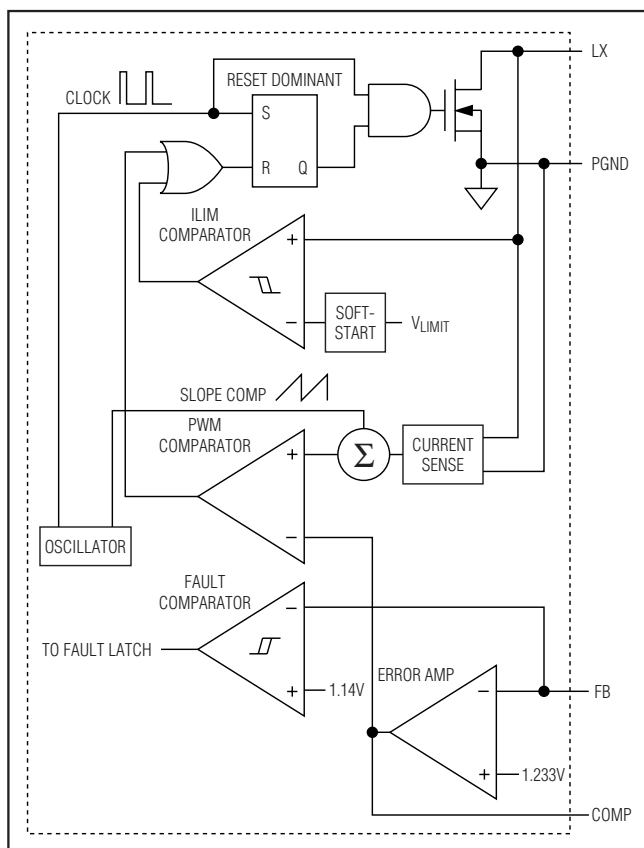 LX
RESET DOMINANT
CLOCK
S
R
Q
PGND
ILIM
COMPARATOR
+
−
SOFT-
START
VLIMIT
SLOPE COMP
PWM
COMPARATOR
+
−
Σ
CURRENT
SENSE
OSCILLATOR
FAULT
COMPARATOR
−
+
TO FAULT LATCH
1.14V
ERROR AMP
−
+
FB
1.233V
COMP